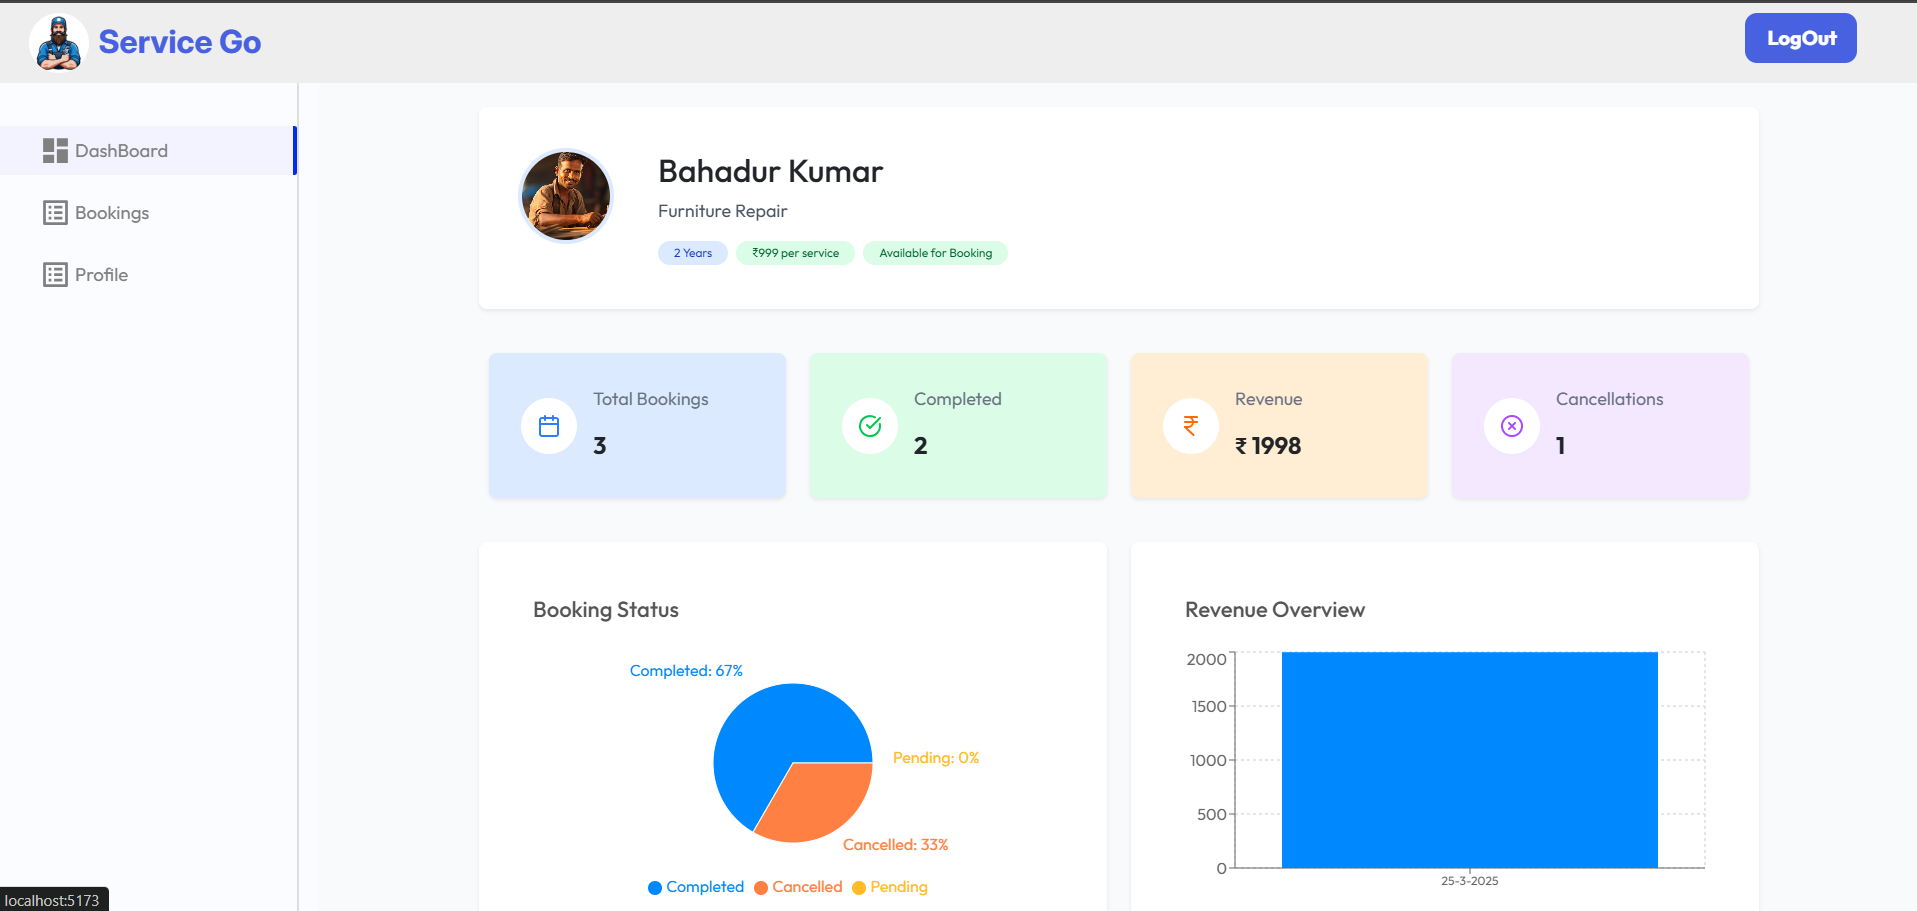 Service Go
LogOut
DashBoard
Bookings
Profile
Bahadur Kumar
Furniture Repair
2 Years
₹999 per service
Available for Booking
Total Bookings
3
Completed
2
Revenue
₹ 1998
Cancellations
1
Booking Status
Completed: 67%
Pending: 0%
Cancelled: 33%
Completed
Cancelled
Pending
Revenue Overview
2000
1500
1000
500
0
25-3-2025
localhost:5173